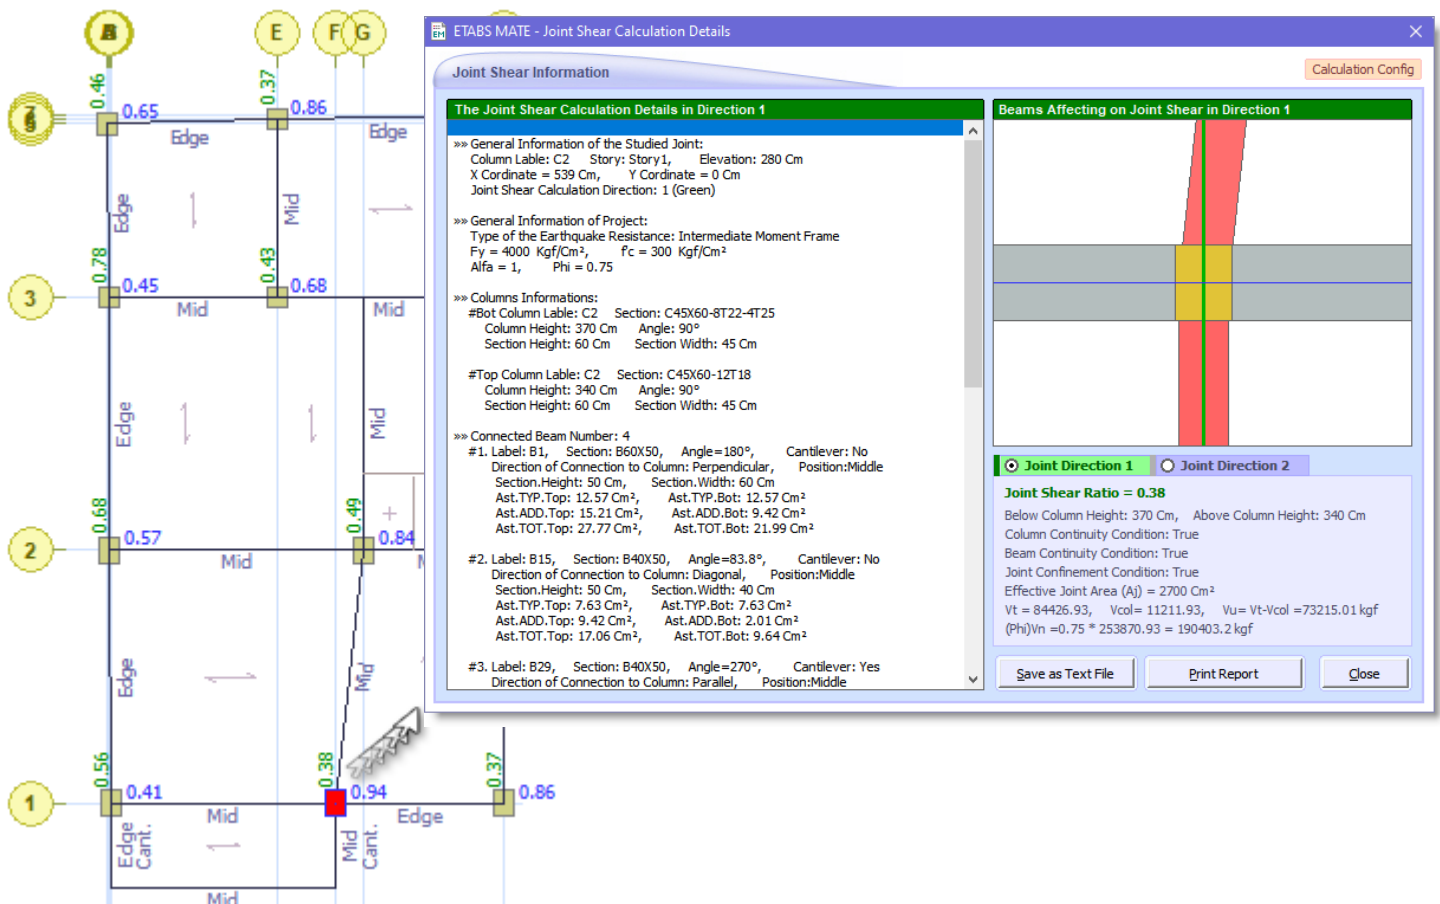 E
F
G
0.46
0.37
0.65
0.86
Edge
Edge
Edge
Mid
0.78
0.43
3
0.45
0.68
Mid
Mid
Edge
Mid
0.68
0.49
2
0.57
0.84
Mid
Edge
Mid
0.56
0.38
0.37
1
0.41
0.94
0.86
Mid
Edge
Edge
Cant.
Mid
Cant.
Mid
ETABS MATE - Joint Shear Calculation Details
Joint Shear Information
Calculation Config
The Joint Shear Calculation Details in Direction 1
»» General Information of the Studied Joint:
Column Lable: C2 Story: Story1, Elevation: 280 Cm
X Cordinate = 539 Cm, Y Cordinate = 0 Cm
Joint Shear Calculation Direction: 1 (Green)
»» General Information of Project:
Type of the Earthquake Resistance: Intermediate Moment Frame
Fy = 4000 Kgf/Cm², f'c = 300 Kgf/Cm²
Alfa = 1, Phi = 0.75
»» Columns Informations:
#Bot Column Lable: C2 Section: C45X60-8T22-4T25
Column Height: 370 Cm Angle: 90°
Section Height: 60 Cm Section Width: 45 Cm
#Top Column Lable: C2 Section: C45X60-12T18
Column Height: 340 Cm Angle: 90°
Section Height: 60 Cm Section Width: 45 Cm
»» Connected Beam Number: 4
#1. Label: B1, Section: B60X50, Angle=180°, Cantilever: No
Direction of Connection to Column: Perpendicular, Position:Middle
Section.Height: 50 Cm, Section.Width: 60 Cm
Ast.TYP.Top: 12.57 Cm², Ast.TYP.Bot: 12.57 Cm²
Ast.ADD.Top: 15.21 Cm², Ast.ADD.Bot: 9.42 Cm²
Ast.TOT.Top: 27.77 Cm², Ast.TOT.Bot: 21.99 Cm²
#2. Label: B15, Section: B40X50, Angle=83.8°, Cantilever: No
Direction of Connection to Column: Diagonal, Position:Middle
Section.Height: 50 Cm, Section.Width: 40 Cm
Ast.TYP.Top: 7.63 Cm², Ast.TYP.Bot: 7.63 Cm²
Ast.ADD.Top: 9.42 Cm², Ast.ADD.Bot: 2.01 Cm²
Ast.TOT.Top: 17.06 Cm², Ast.TOT.Bot: 9.64 Cm²
#3. Label: B29, Section: B40X50, Angle=270°, Cantilever: Yes
Direction of Connection to Column: Parallel, Position:Middle
Beams Affecting on Joint Shear in Direction 1
Joint Direction 1 Joint Direction 2
Joint Shear Ratio = 0.38
Below Column Height: 370 Cm, Above Column Height: 340 Cm
Column Continuity Condition: True
Beam Continuity Condition: True
Joint Confinement Condition: True
Effective Joint Area (Aj) = 2700 Cm²
Vt = 84426.93, Vcol= 11211.93, Vu= Vt-Vcol =73215.01 kgf
(Phi)Vn =0.75 * 253870.93 = 190403.2 kgf
Save as Text File Print Report Close